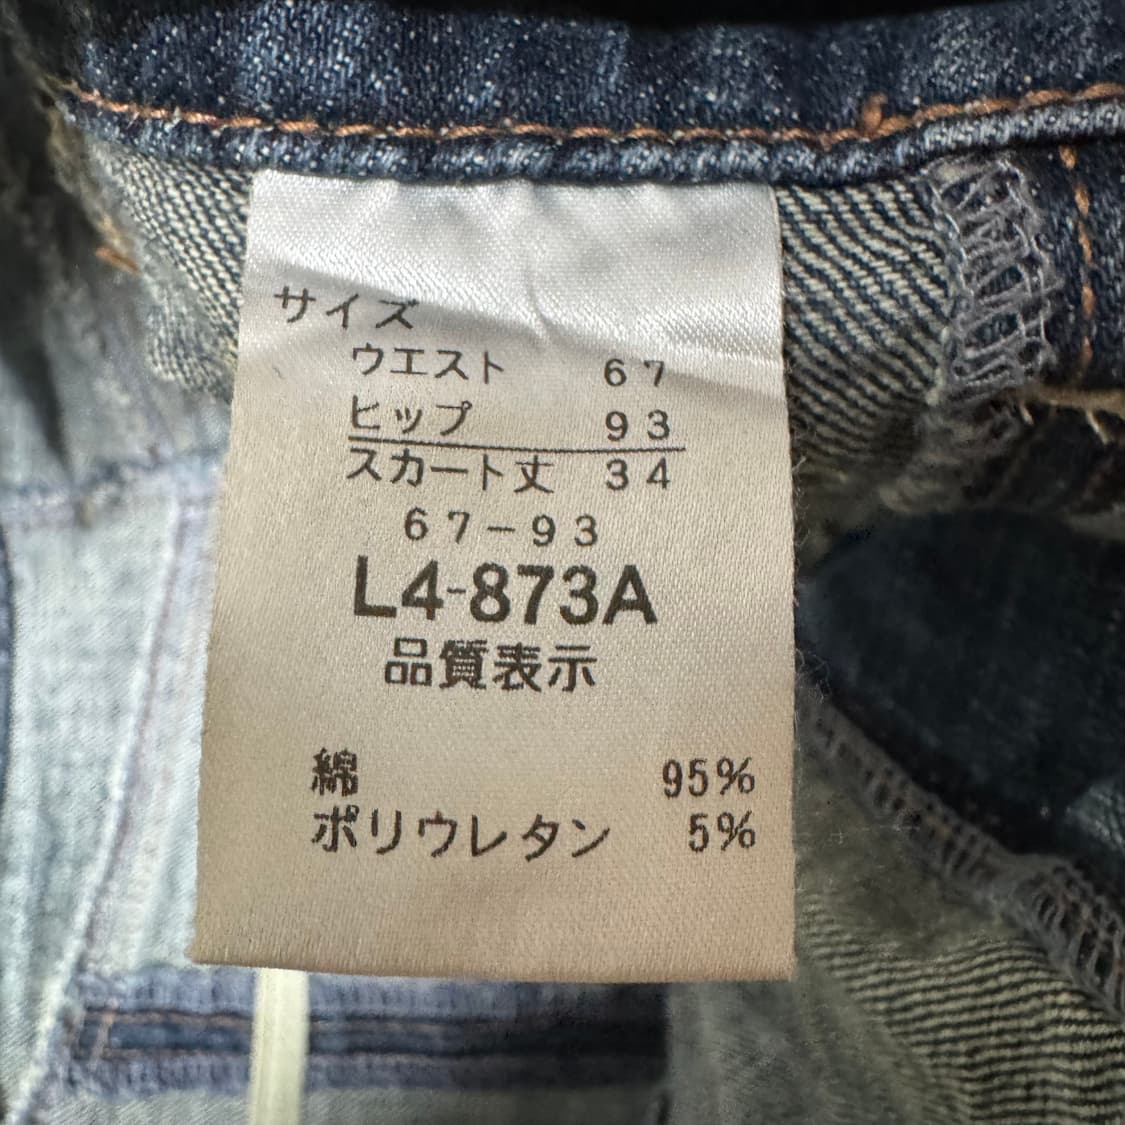 サイズ
ウエスト 67
ヒップ 93
スカート丈 34
67-93
L4-873A
品質表示
綿 95%
ポリウレタン 5%